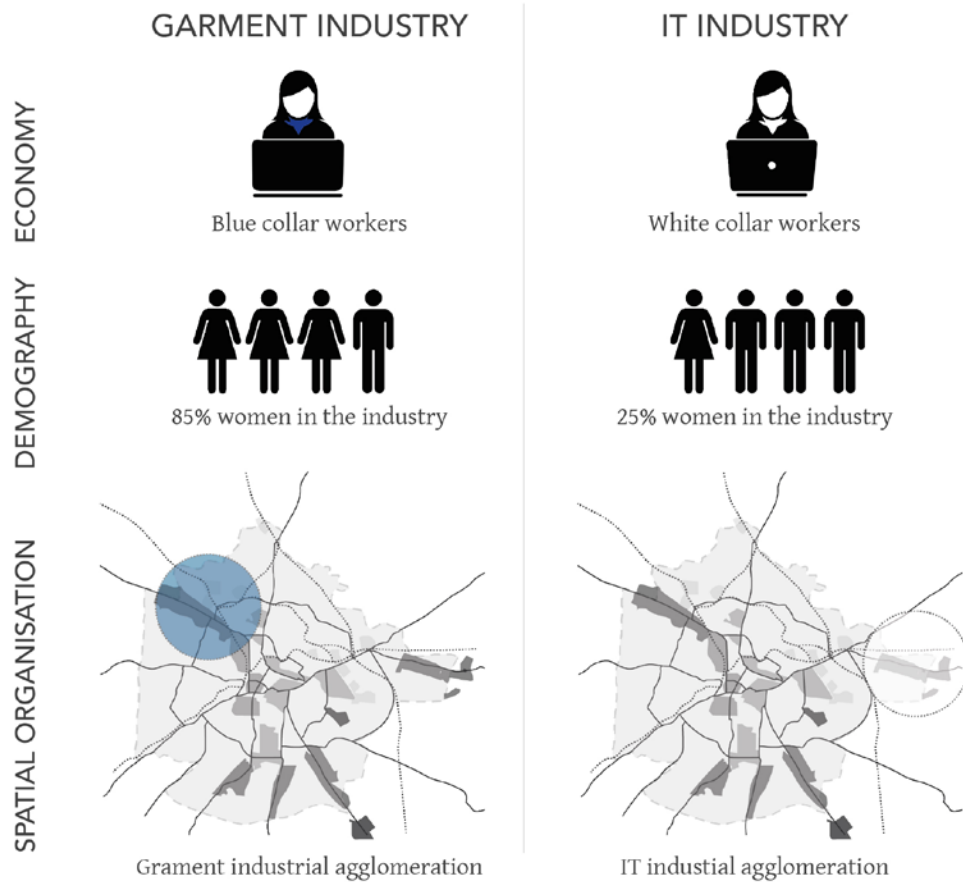 GARMENT INDUSTRY
IT INDUSTRY
ECONOMY
Blue collar workers
White collar workers
DEMOGRAPHY
85% women in the industry
25% women in the industry
SPATIAL ORGANISATION
Grament industrial agglomeration
IT industial agglomeration